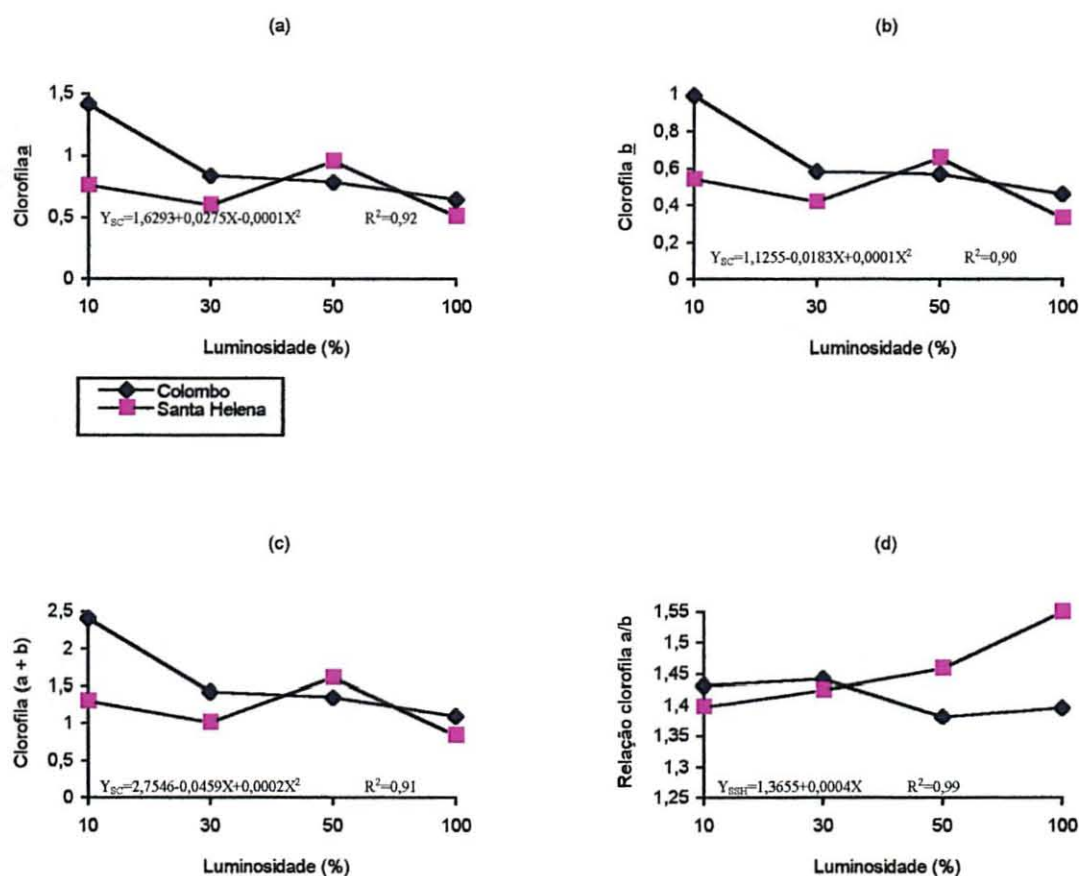 (a)
Clorofila a
1,5
1
0,5
0
Y_SC=1,6293+0,0275X-0,0001X² R²=0,92
10 30 50 100
Luminosidade (%)
Colombo
Santa Helena
(b)
Clorofila b
1
0,8
0,6
0,4
0,2
0
Y_SC=1,1255-0,0183X+0,0001X² R²=0,90
10 30 50 100
Luminosidade (%)
(c)
Clorofila (a + b)
2,5
2
1,5
1
0,5
0
Y_SC=2,7546-0,0459X+0,0002X² R²=0,91
10 30 50 100
Luminosidade (%)
(d)
Relação clorofila a/b
1,55
1,5
1,45
1,4
1,35
1,3
1,25
Y_SSH=1,3655+0,0004X R²=0,99
10 30 50 100
Luminosidade (%)